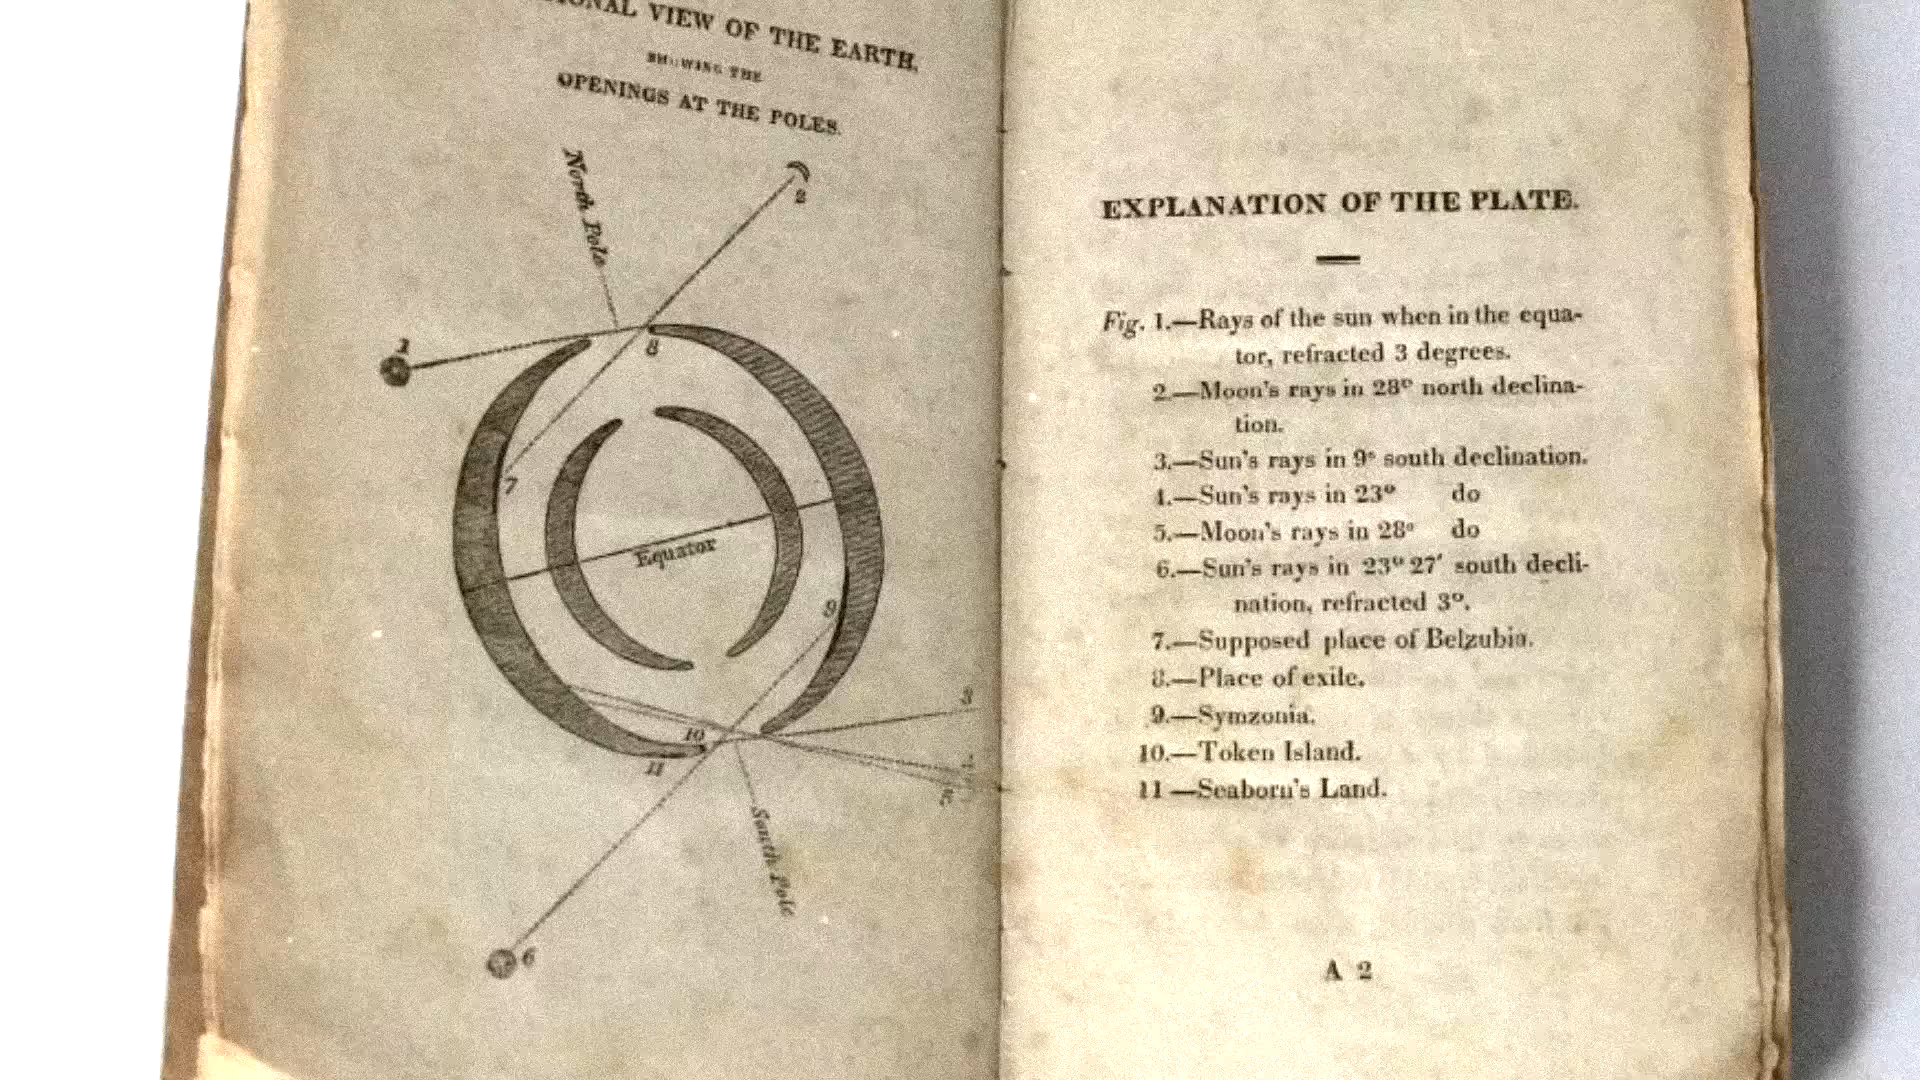 VIEW OF THE EARTH,
SHOWING THE
OPENINGS AT THE POLES.
North Pole
2
1
8
7
Equator
9
3
10
11
South Pole
6
EXPLANATION OF THE PLATE.
Fig. 1.—Rays of the sun when in the equa-
tor, refracted 3 degrees.
2.—Moon's rays in 28° north declina-
tion.
3.—Sun's rays in 9° south declination.
4.—Sun's rays in 23° do
5.—Moon's rays in 28° do
6.—Sun's rays in 23° 27′ south decli-
nation, refracted 3°.
7.—Supposed place of Belzubia.
8.—Place of exile.
9.—Symzonia.
10.—Token Island.
11—Seaborn's Land.
A 2